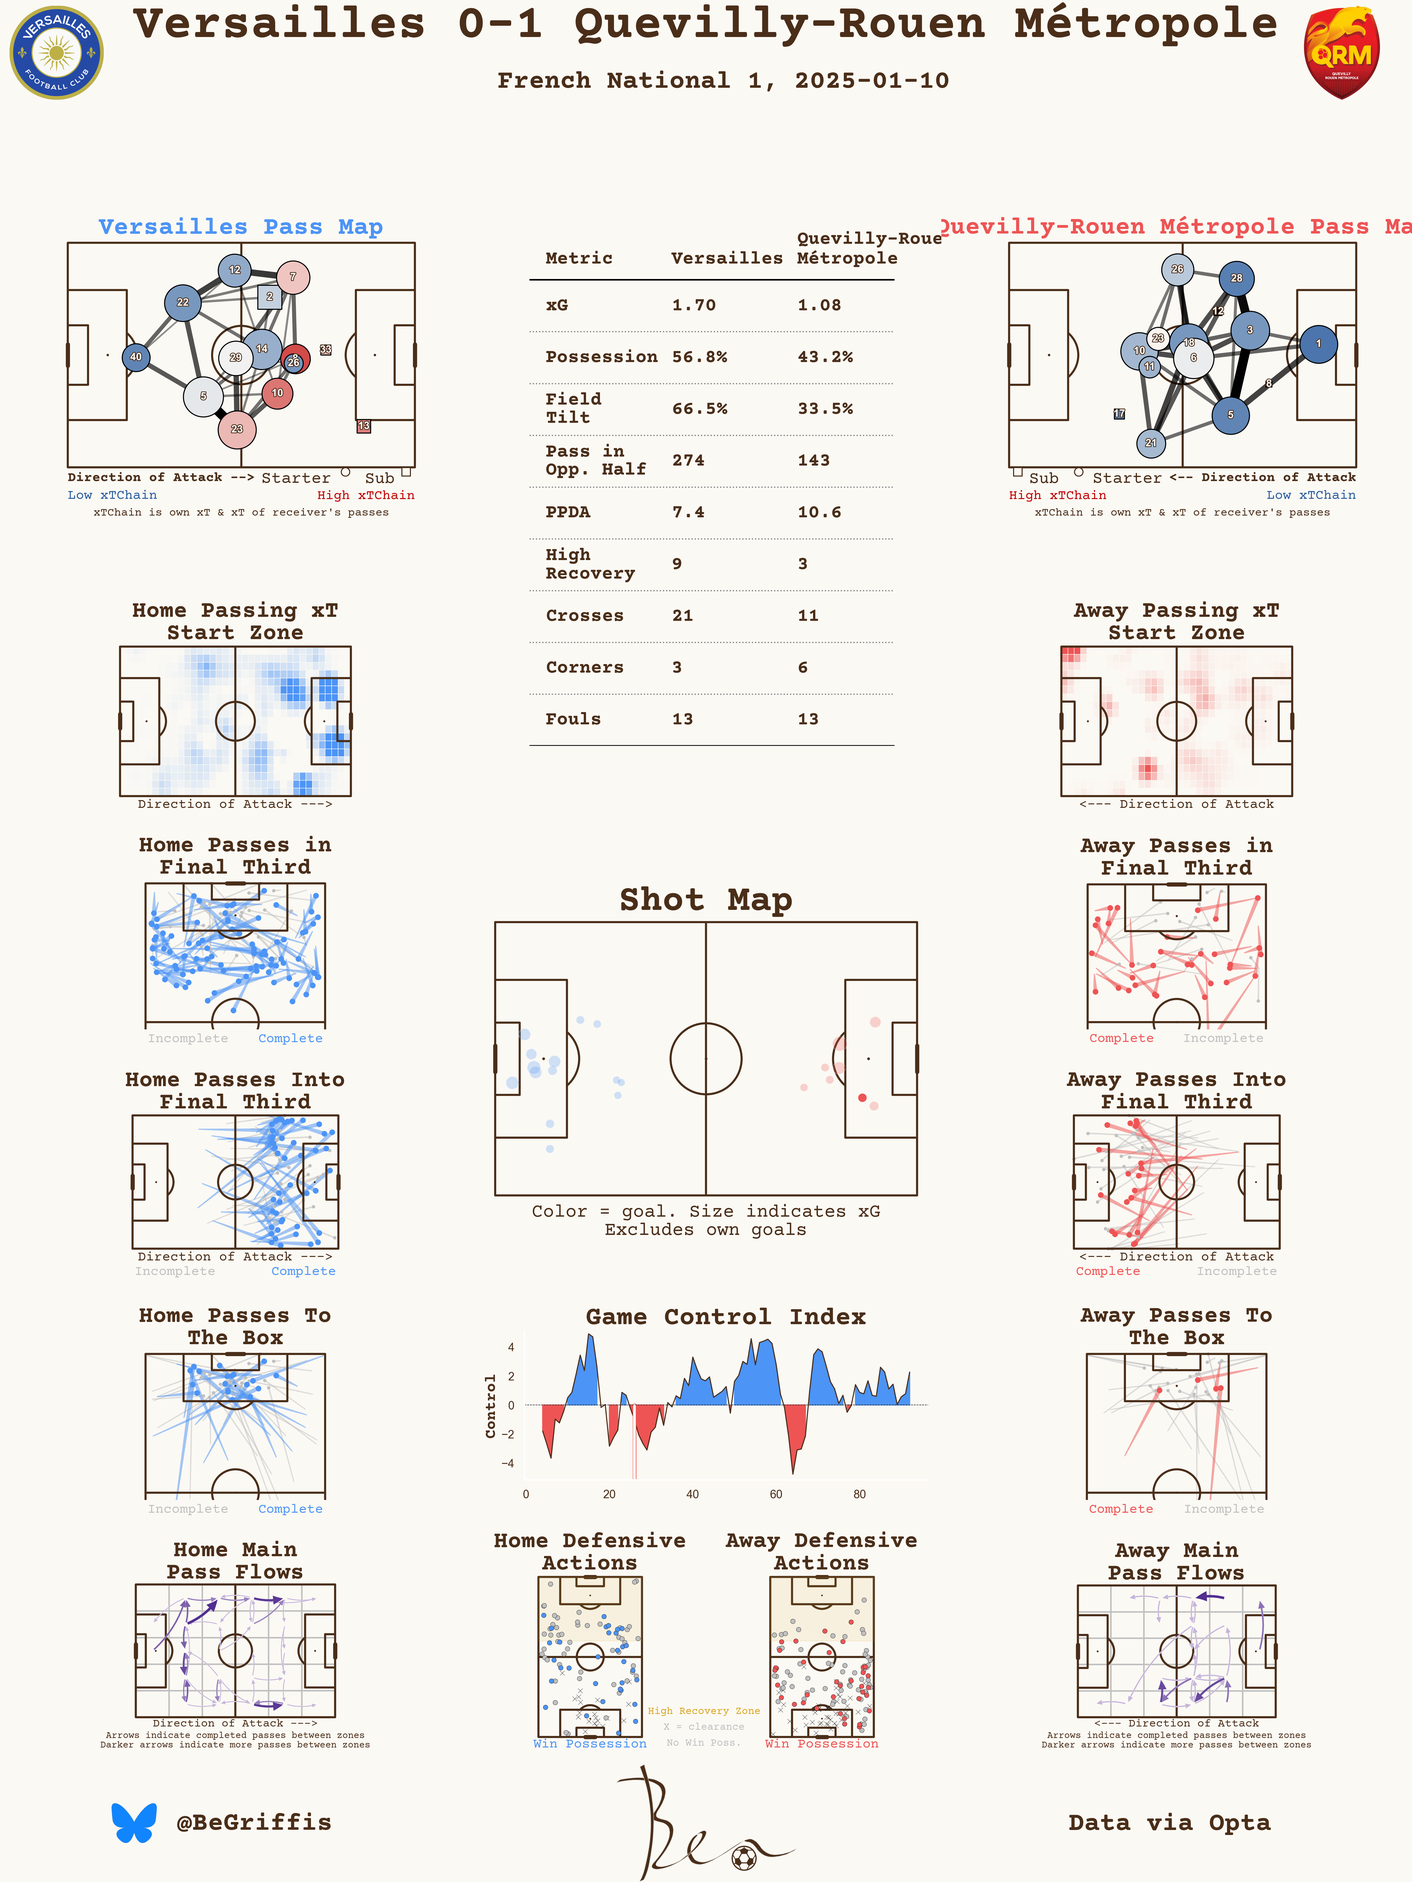 Versailles 0-1 Quevilly-Rouen Métropole
French National 1, 2025-01-10
VERSAILLES
FOOTBALL CLUB
QRM
QUEVILLY
ROUEN MÉTROPOLE
Versailles Pass Map
12
7
2
22
40
29
14
26
33
5
10
23
13
Direction of Attack --> Starter Sub
Low xTChain High xTChain
xTChain is own xT & xT of receiver's passes
Metric Versailles Quevilly-Roue
Métropole
xG 1.70 1.08
Possession 56.8% 43.2%
Field
Tilt 66.5% 33.5%
Pass in
Opp. Half 274 143
PPDA 7.4 10.6
High
Recovery 9 3
Crosses 21 11
Corners 3 6
Fouls 13 13
Quevilly-Rouen Métropole Pass Ma
26
28
12
3
23
18
10
6
1
11
8
17
5
21
Sub Starter <-- Direction of Attack
High xTChain Low xTChain
xTChain is own xT & xT of receiver's passes
Home Passing xT
Start Zone
Direction of Attack --->
Away Passing xT
Start Zone
<--- Direction of Attack
Home Passes in
Final Third
Incomplete Complete
Away Passes in
Final Third
Complete Incomplete
Shot Map
Color = goal. Size indicates xG
Excludes own goals
Home Passes Into
Final Third
Direction of Attack --->
Incomplete Complete
Away Passes Into
Final Third
<--- Direction of Attack
Complete Incomplete
Home Passes To
The Box
Incomplete Complete
Game Control Index
Control
4
2
0
−2
−4
0 20 40 60 80
Away Passes To
The Box
Complete Incomplete
Home Main
Pass Flows
Direction of Attack --->
Arrows indicate completed passes between zones
Darker arrows indicate more passes between zones
Home Defensive
Actions
Win Possession
Away Defensive
Actions
Win Possession
High Recovery Zone
X = clearance
No Win Poss.
Away Main
Pass Flows
<--- Direction of Attack
Arrows indicate completed passes between zones
Darker arrows indicate more passes between zones
@BeGriffis
Ben
Data via Opta